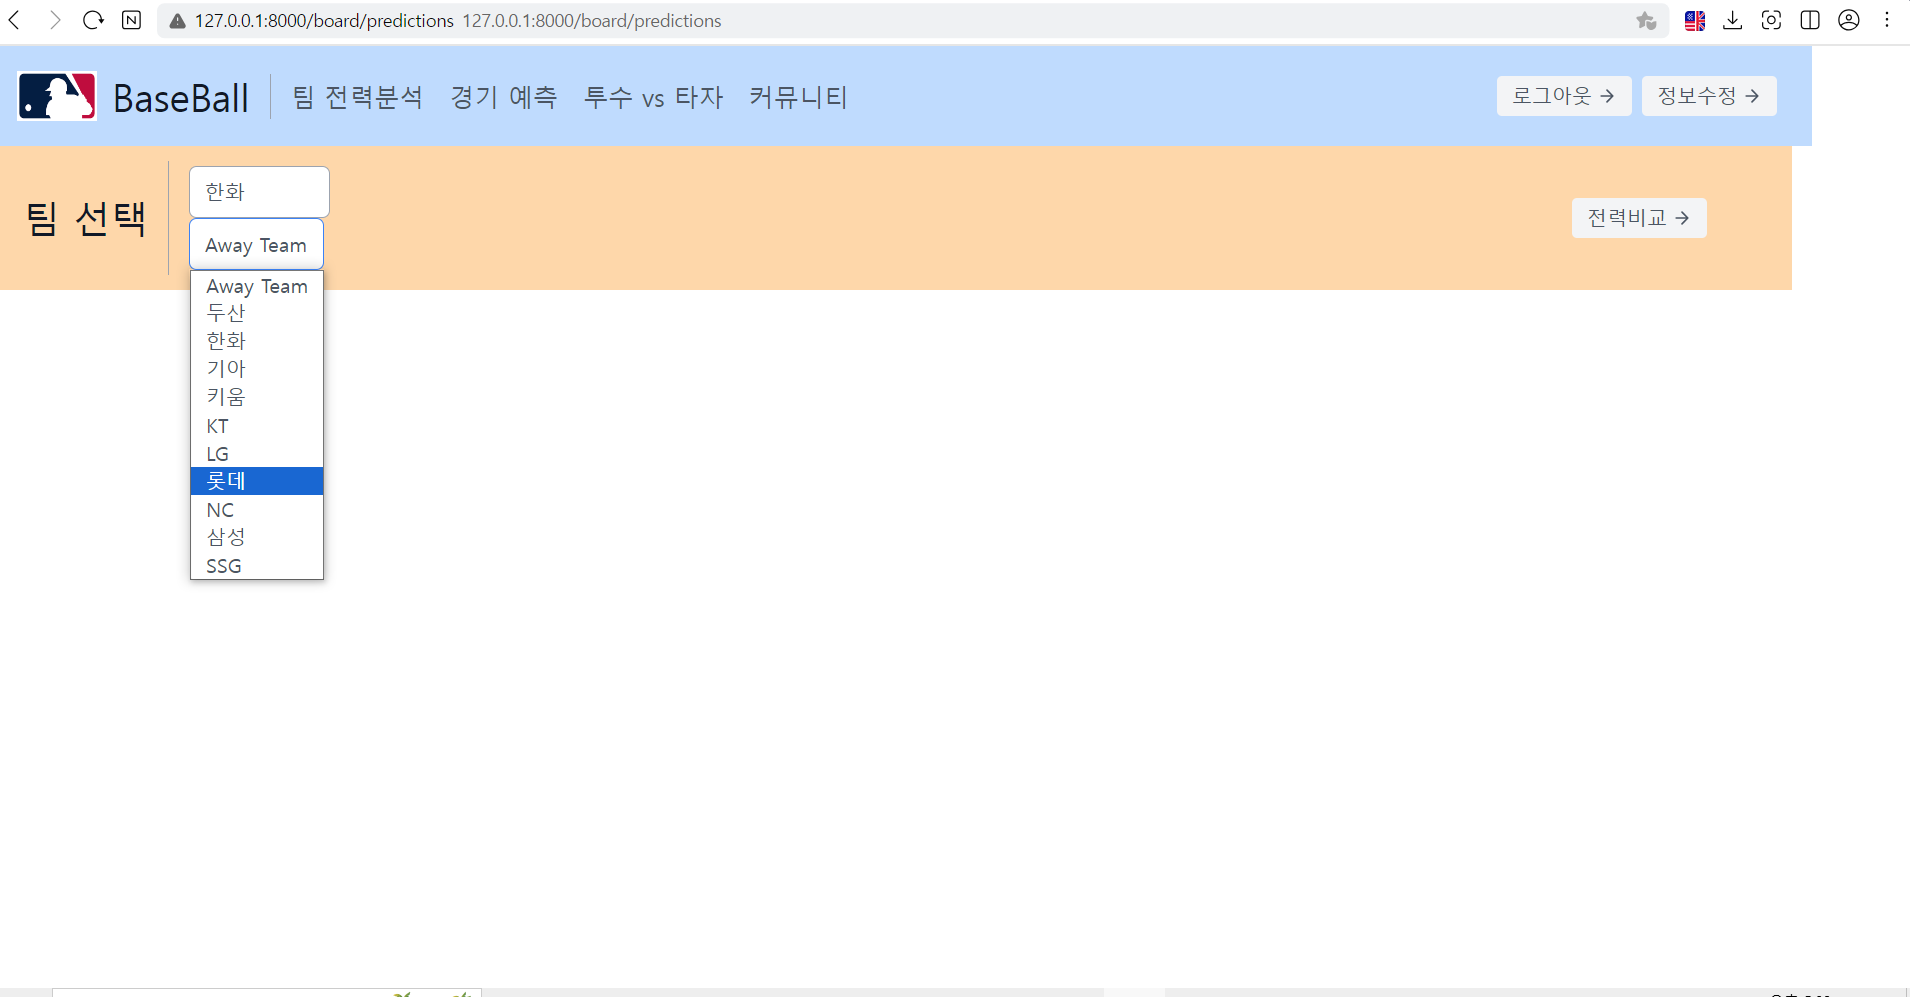 127.0.0.1:8000/board/predictions 127.0.0.1:8000/board/predictions
BaseBall 팀 전력분석 경기 예측 투수 vs 타자 커뮤니티 로그아웃 → 정보수정 →
팀 선택
한화
Away Team
전력비교 →
Away Team
두산
한화
기아
키움
KT
LG
롯데
NC
삼성
SSG